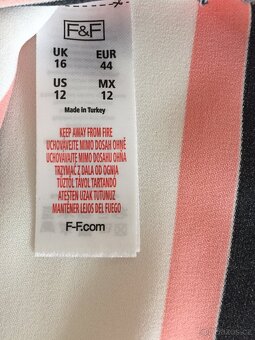 F&F
UK EUR
16 44
US MX
12 12
Made in Turkey
KEEP AWAY FROM FIRE
UCHOVÁVEJTE MIMO DOSAH OHNĚ
UCHOVÁVAJTE MIMO DOSAHU OHŇA
TRZYMAĆ Z DALA OD OGNIA
TŰZTŐL TÁVOL TARTANDÓ
ATEŞTEN UZAK TUTUNUZ
MANTENER LEJOS DEL FUEGO
F-F.com